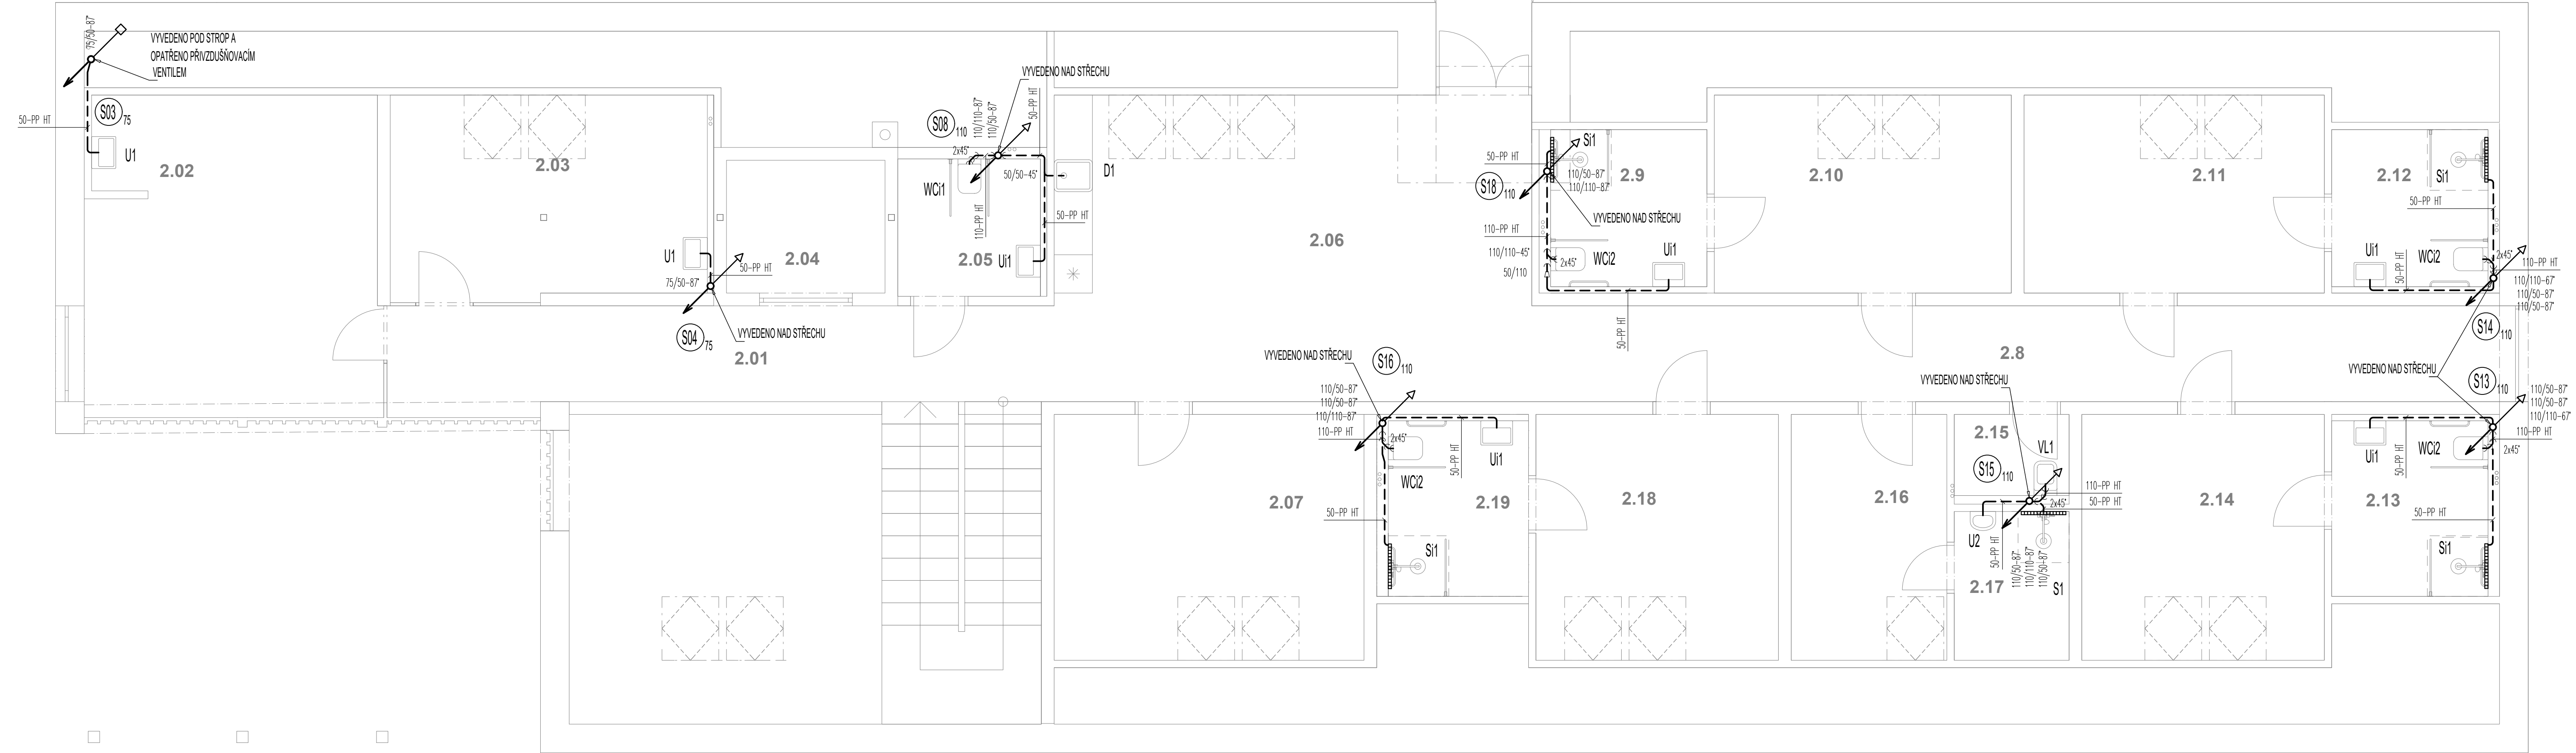 75/50-87°
VYVEDENO POD STROP A
OPATŘENO PŘIVZDUŠŇOVACÍM
VENTILEM
S03 75
50-PP HT
U1
2.02
2.03
U1
75/50-87°
50-PP HT
S04 75
VYVEDENO NAD STŘECHU
2.01
2.04
VYVEDENO NAD STŘECHU
S08 110
110/110-87°
110/50-87°
50-PP HT
2x45°
50/50-45°
WCi1
110-PP HT
2.05
Ui1
50-PP HT
D1
2.06
50-PP HT
Si1
S18 110
110/50-87°
110/110-87°
2.9
VYVEDENO NAD STŘECHU
110-PP HT
110/110-45°
50/110
2x45°
WCi2
Ui1
50-PP HT
2.10
2.11
2.12
Si1
50-PP HT
Ui1
WCi2
50-PP HT
2x45°
110-PP HT
110/110-67°
110/50-87°
110/50-87°
S14 110
2.8
VYVEDENO NAD STŘECHU
S13 110
110/50-87°
110/50-87°
110/110-67°
110-PP HT
2x45°
Ui1
WCi2
50-PP HT
2.13
50-PP HT
Si1
VYVEDENO NAD STŘECHU
S16 110
110/50-87°
110/50-87°
110/110-87°
110-PP HT
2x45°
50-PP HT
Ui1
WCi2
2.07
2.19
50-PP HT
Si1
2.18
2.16
VYVEDENO NAD STŘECHU
2.15
VL1
S15 110
110-PP HT
50-PP HT
2x45°
U2
50-PP HT
110/50-87°
110/110-87°
110/50-87°
S1
2.17
2.14